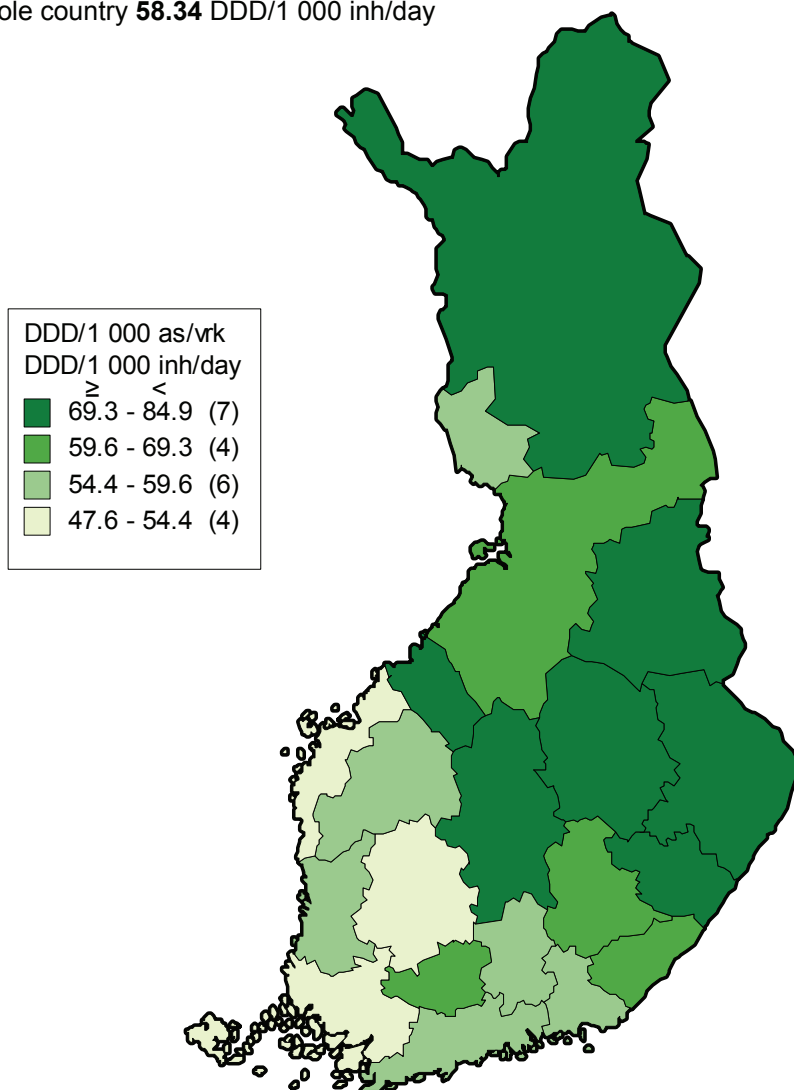 ole country 58.34 DDD/1 000 inh/day
DDD/1 000 as/vrk
DDD/1 000 inh/day
≥ <
69.3 - 84.9 (7)
59.6 - 69.3 (4)
54.4 - 59.6 (6)
47.6 - 54.4 (4)